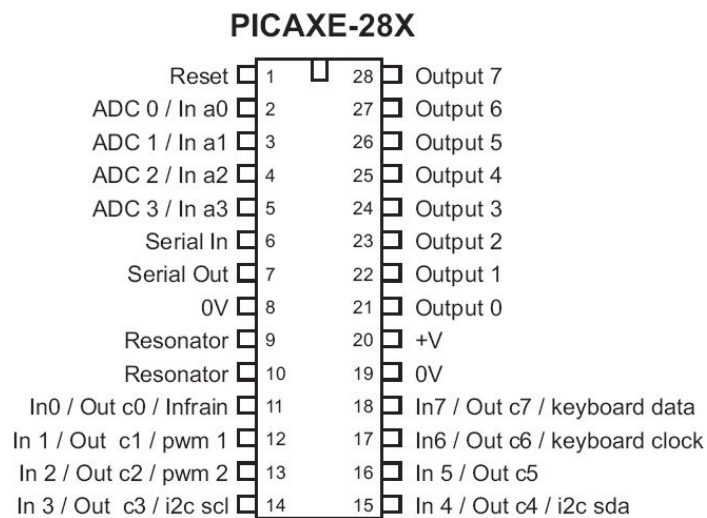 PICAXE-28X
Reset 1 28 Output 7
ADC 0 / In a0 2 27 Output 6
ADC 1 / In a1 3 26 Output 5
ADC 2 / In a2 4 25 Output 4
ADC 3 / In a3 5 24 Output 3
Serial In 6 23 Output 2
Serial Out 7 22 Output 1
0V 8 21 Output 0
Resonator 9 20 +V
Resonator 10 19 0V
In0 / Out c0 / Infrain 11 18 In7 / Out c7 / keyboard data
In 1 / Out c1 / pwm 1 12 17 In6 / Out c6 / keyboard clock
In 2 / Out c2 / pwm 2 13 16 In 5 / Out c5
In 3 / Out c3 / i2c scl 14 15 In 4 / Out c4 / i2c sda